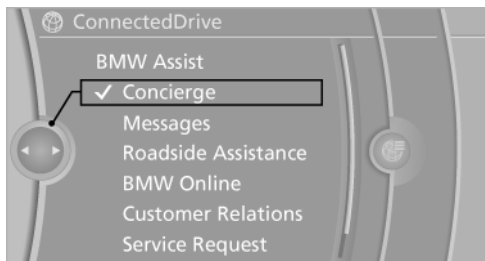 ConnectedDrive
BMW Assist
✓ Concierge
Messages
Roadside Assistance
BMW Online
Customer Relations
Service Request